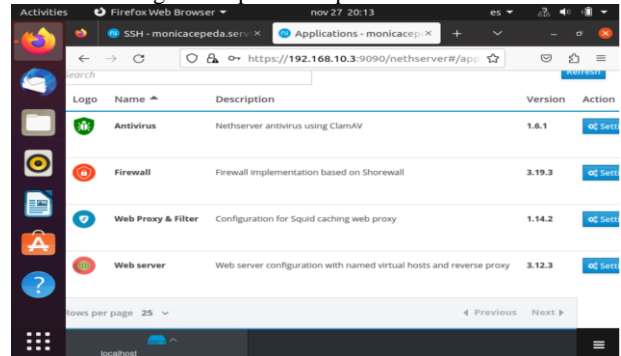 Activities Firefox Web Browser nov 27 20:13 es
SSH - monicacepeda.serv × Applications - monicacep ×
https://192.168.10.3:9090/nethserver#/app
Search Refresh
Logo Name Description Version Action
Antivirus Nethserver antivirus using ClamAV 1.6.1 Setti
Firewall Firewall implementation based on Shorewall 3.19.3 Setti
Web Proxy & Filter Configuration for Squid caching web proxy 1.14.2 Setti
Web server Web server configuration with named virtual hosts and reverse proxy 3.12.3 Setti
Rows per page 25 Previous Next
localhost